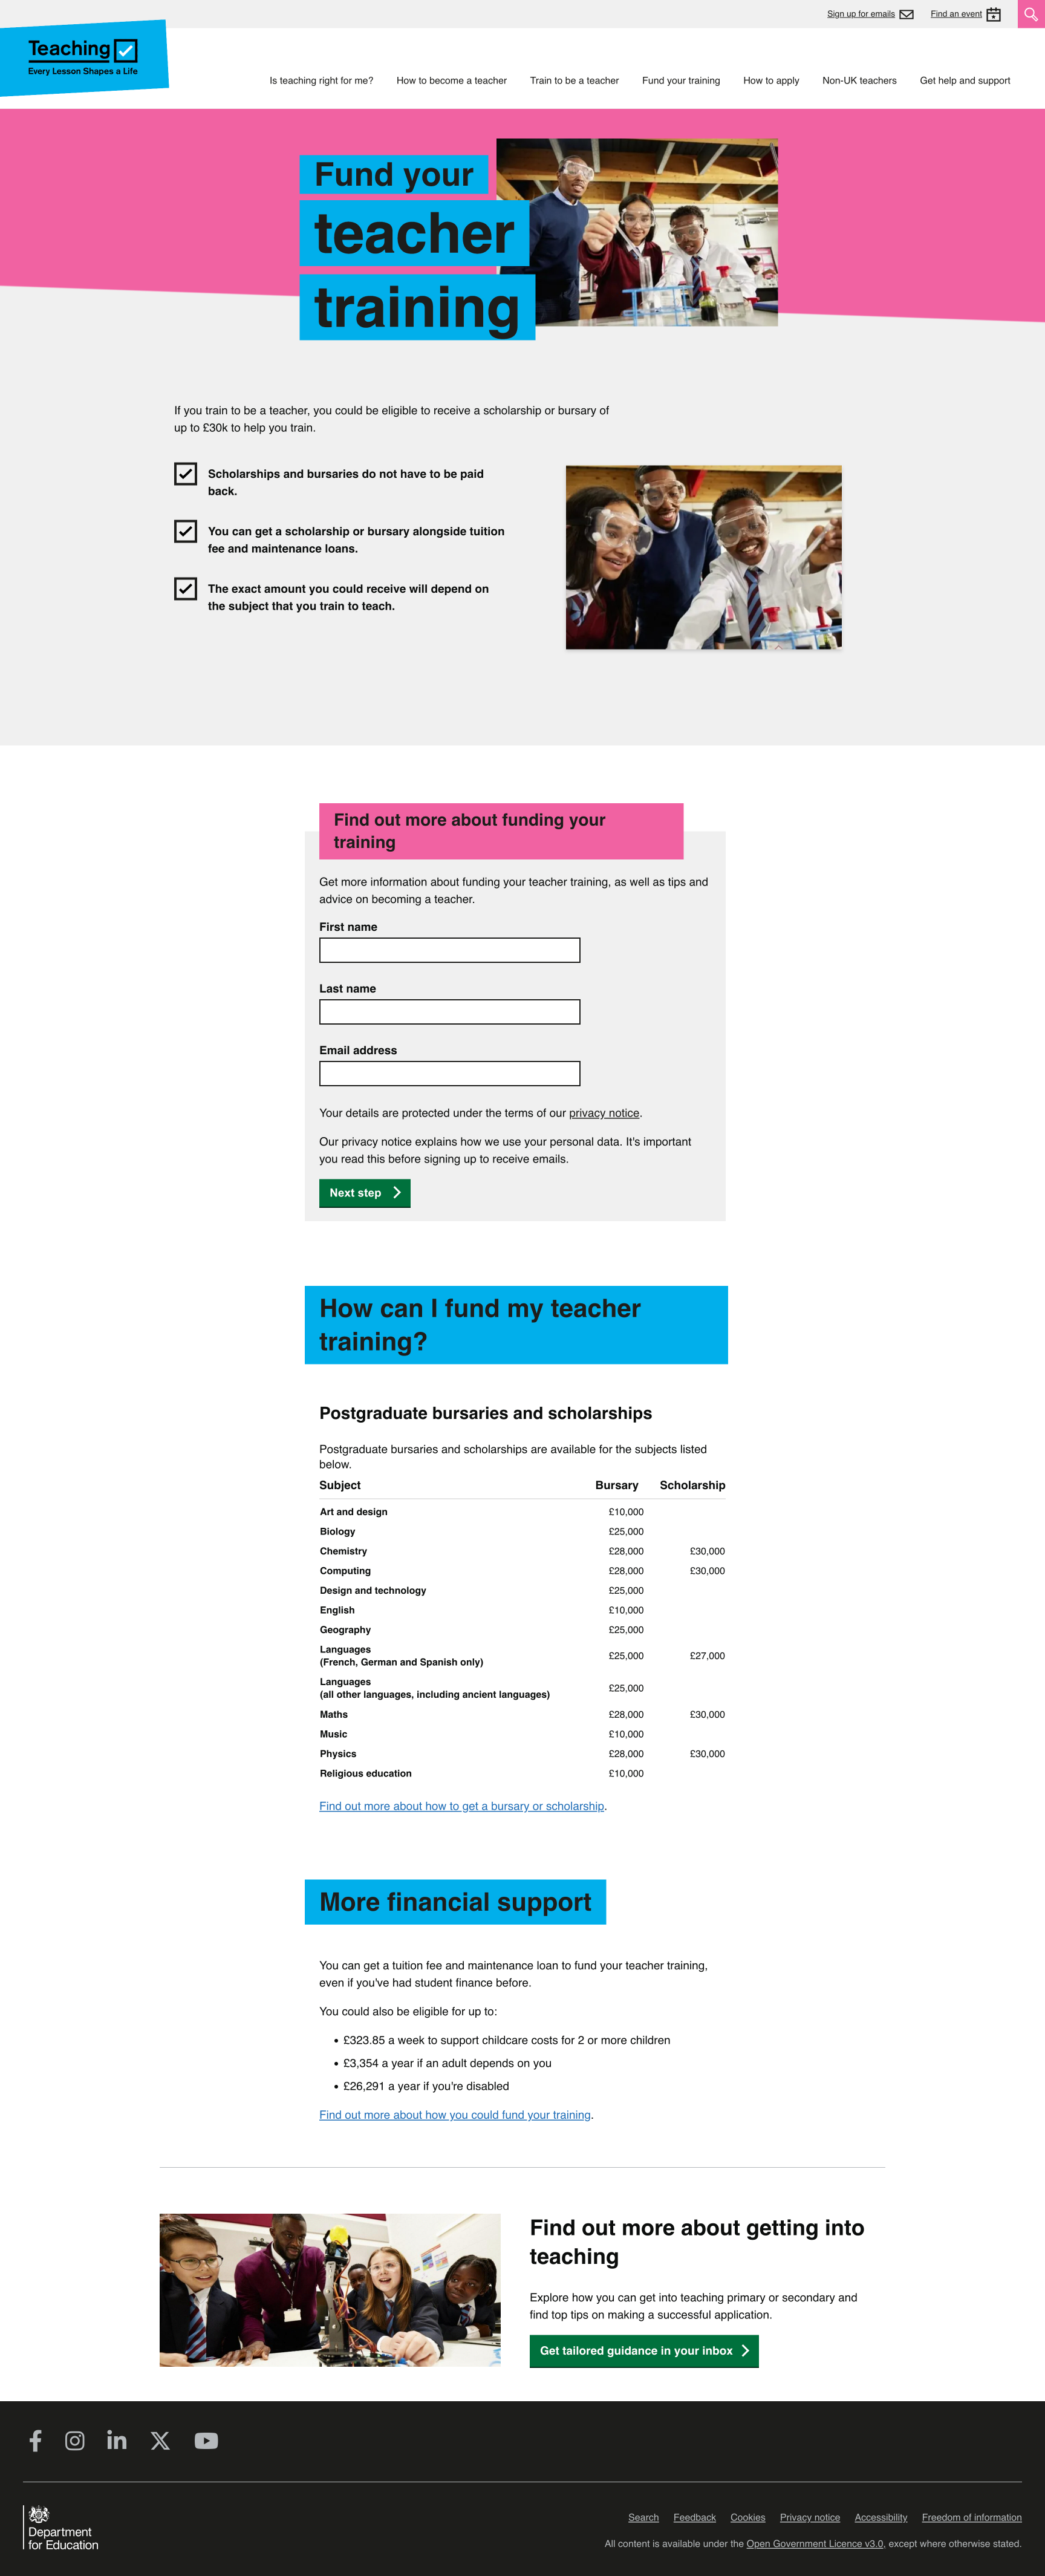 Sign up for emails
Find an event
Teaching
Every Lesson Shapes a Life
Is teaching right for me?
How to become a teacher
Train to be a teacher
Fund your training
How to apply
Non-UK teachers
Get help and support
Fund your
teacher
training
If you train to be a teacher, you could be eligible to receive a scholarship or bursary of
up to £30k to help you train.
Scholarships and bursaries do not have to be paid
back.
You can get a scholarship or bursary alongside tuition
fee and maintenance loans.
The exact amount you could receive will depend on
the subject that you train to teach.
Find out more about funding your
training
Get more information about funding your teacher training, as well as tips and
advice on becoming a teacher.
First name
Last name
Email address
Your details are protected under the terms of our privacy notice.
Our privacy notice explains how we use your personal data. It's important
you read this before signing up to receive emails.
Next step
How can I fund my teacher
training?
Postgraduate bursaries and scholarships
Postgraduate bursaries and scholarships are available for the subjects listed
below.
Subject Bursary Scholarship
Art and design £10,000
Biology £25,000
Chemistry £28,000 £30,000
Computing £28,000 £30,000
Design and technology £25,000
English £10,000
Geography £25,000
Languages
(French, German and Spanish only) £25,000 £27,000
Languages
(all other languages, including ancient languages) £25,000
Maths £28,000 £30,000
Music £10,000
Physics £28,000 £30,000
Religious education £10,000
Find out more about how to get a bursary or scholarship.
More financial support
You can get a tuition fee and maintenance loan to fund your teacher training,
even if you've had student finance before.
You could also be eligible for up to:
• £323.85 a week to support childcare costs for 2 or more children
• £3,354 a year if an adult depends on you
• £26,291 a year if you're disabled
Find out more about how you could fund your training.
Find out more about getting into
teaching
Explore how you can get into teaching primary or secondary and
find top tips on making a successful application.
Get tailored guidance in your inbox
Department
for Education
Search Feedback Cookies Privacy notice Accessibility Freedom of information
All content is available under the Open Government Licence v3.0, except where otherwise stated.